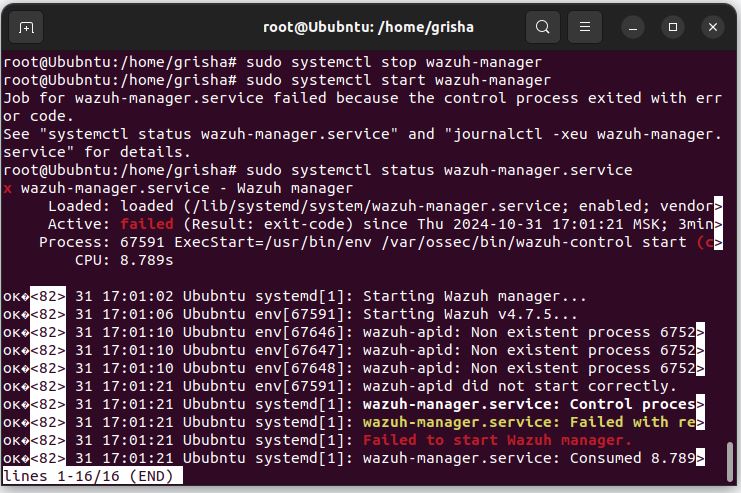 root@Ububntu: /home/grisha
root@Ububntu:/home/grisha# sudo systemctl stop wazuh-manager
root@Ububntu:/home/grisha# sudo systemctl start wazuh-manager
Job for wazuh-manager.service failed because the control process exited with err
or code.
See "systemctl status wazuh-manager.service" and "journalctl -xeu wazuh-manager.
service" for details.
root@Ububntu:/home/grisha# sudo systemctl status wazuh-manager.service
x wazuh-manager.service - Wazuh manager
Loaded: loaded (/lib/systemd/system/wazuh-manager.service; enabled; vendor>
Active: failed (Result: exit-code) since Thu 2024-10-31 17:01:21 MSK; 3min>
Process: 67591 ExecStart=/usr/bin/env /var/ossec/bin/wazuh-control start (c>
CPU: 8.789s
ок�<82> 31 17:01:02 Ububntu systemd[1]: Starting Wazuh manager...
ок�<82> 31 17:01:06 Ububntu env[67591]: Starting Wazuh v4.7.5...
ок�<82> 31 17:01:10 Ububntu env[67646]: wazuh-apid: Non existent process 6752>
ок�<82> 31 17:01:10 Ububntu env[67647]: wazuh-apid: Non existent process 6752>
ок�<82> 31 17:01:10 Ububntu env[67648]: wazuh-apid: Non existent process 6752>
ок�<82> 31 17:01:21 Ububntu env[67591]: wazuh-apid did not start correctly.
ок�<82> 31 17:01:21 Ububntu systemd[1]: wazuh-manager.service: Control proces>
ок�<82> 31 17:01:21 Ububntu systemd[1]: wazuh-manager.service: Failed with re>
ок�<82> 31 17:01:21 Ububntu systemd[1]: Failed to start Wazuh manager.
ок�<82> 31 17:01:21 Ububntu systemd[1]: wazuh-manager.service: Consumed 8.789>
lines 1-16/16 (END)